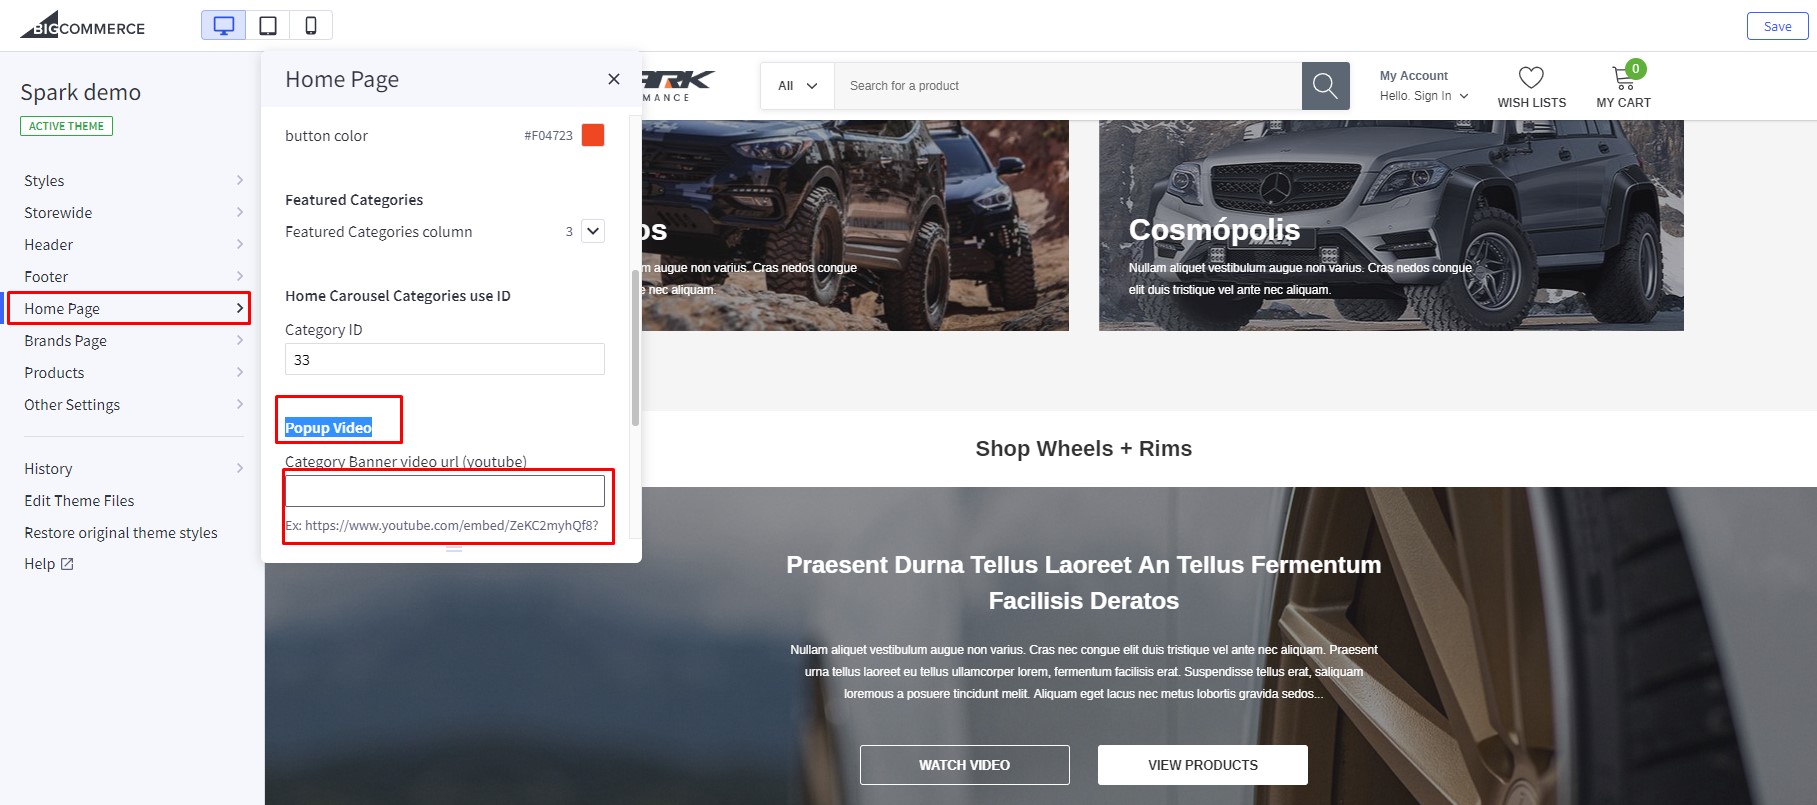 BIGCOMMERCE
Save
Spark demo
ACTIVE THEME
Styles
Storewide
Header
Footer
Home Page
Brands Page
Products
Other Settings
History
Edit Theme Files
Restore original theme styles
Help
Home Page
button color
#F04723
Featured Categories
Featured Categories column
3
Home Carousel Categories use ID
Category ID
33
Popup Video
Category Banner video url (youtube)
Ex: https://www.youtube.com/embed/ZeKC2myhQf8?
All
Search for a product
My Account
Hello. Sign In
WISH LISTS
0
MY CART
m augue non varius. Cras nedos congue
nec aliquam.
Cosmópolis
Nullam aliquet vestibulum augue non varius. Cras nedos congue
elit duis tristique vel ante nec aliquam.
Shop Wheels + Rims
Praesent Durna Tellus Laoreet An Tellus Fermentum
Facilisis Deratos
Nullam aliquet vestibulum augue non varius. Cras nec congue elit duis tristique vel ante nec aliquam. Praesent
urna tellus laoreet eu tellus ullamcorper lorem, fermentum facilisis erat. Suspendisse tellus erat, saliquam
loremous a posuere tincidunt melit. Aliquam eget lacus nec metus lobortis gravida sedos...
WATCH VIDEO
VIEW PRODUCTS